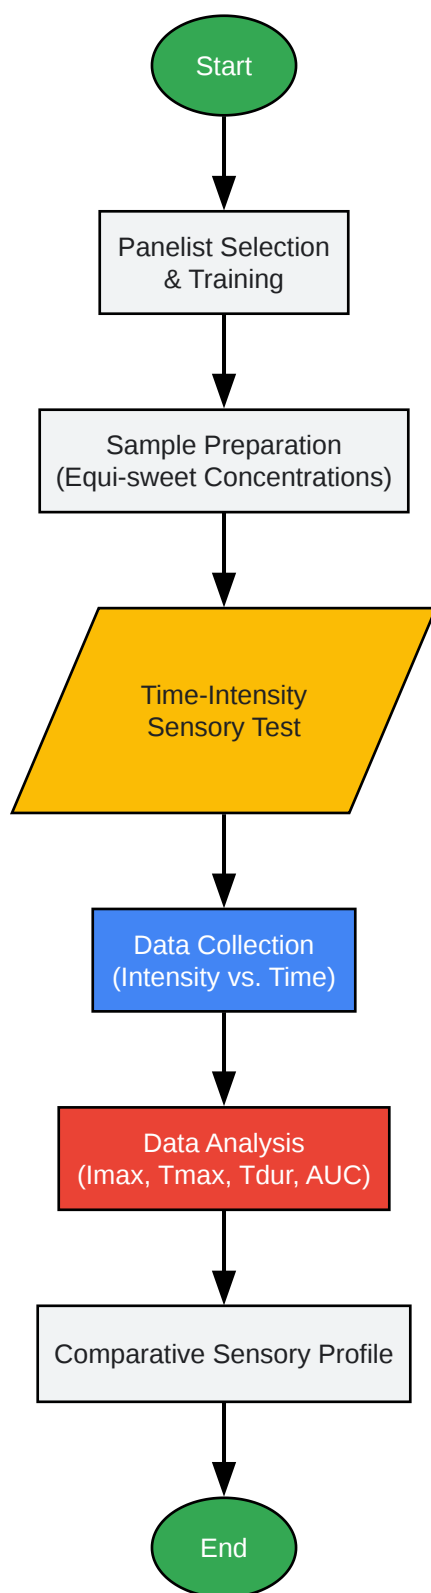 Start
Panelist Selection
& Training
Sample Preparation
(Equi-sweet Concentrations)
Time-Intensity
Sensory Test
Data Collection
(Intensity vs. Time)
Data Analysis
(Imax, Tmax, Tdur, AUC)
Comparative Sensory Profile
End